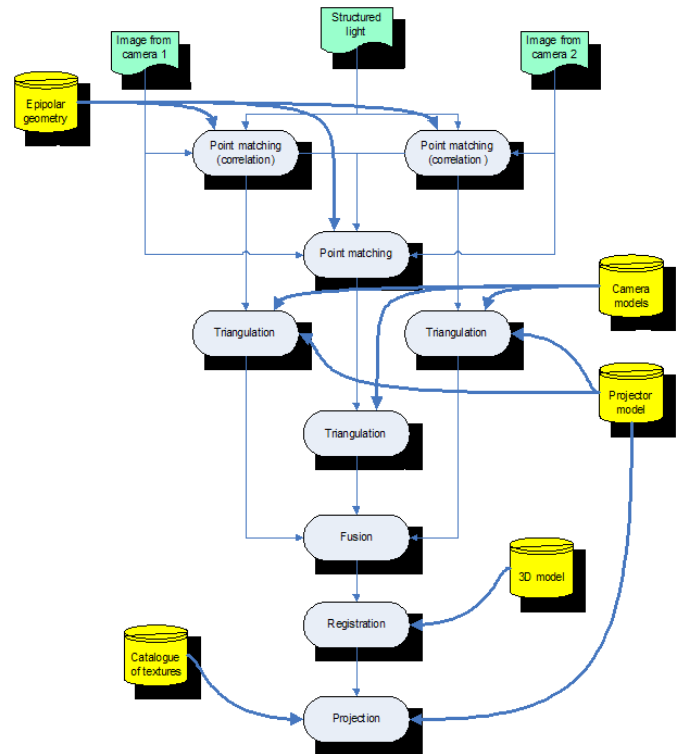 Structured
light
Image from
camera 1
Image from
camera 2
Epipolar
geometry
Point matching
(correlation )
Point matching
(correlation )
Point matching
Camera
models
Triangulation
Triangulation
Projector
model
Triangulation
Fusion
3D model
Registration
Catalogue
of textures
Projection